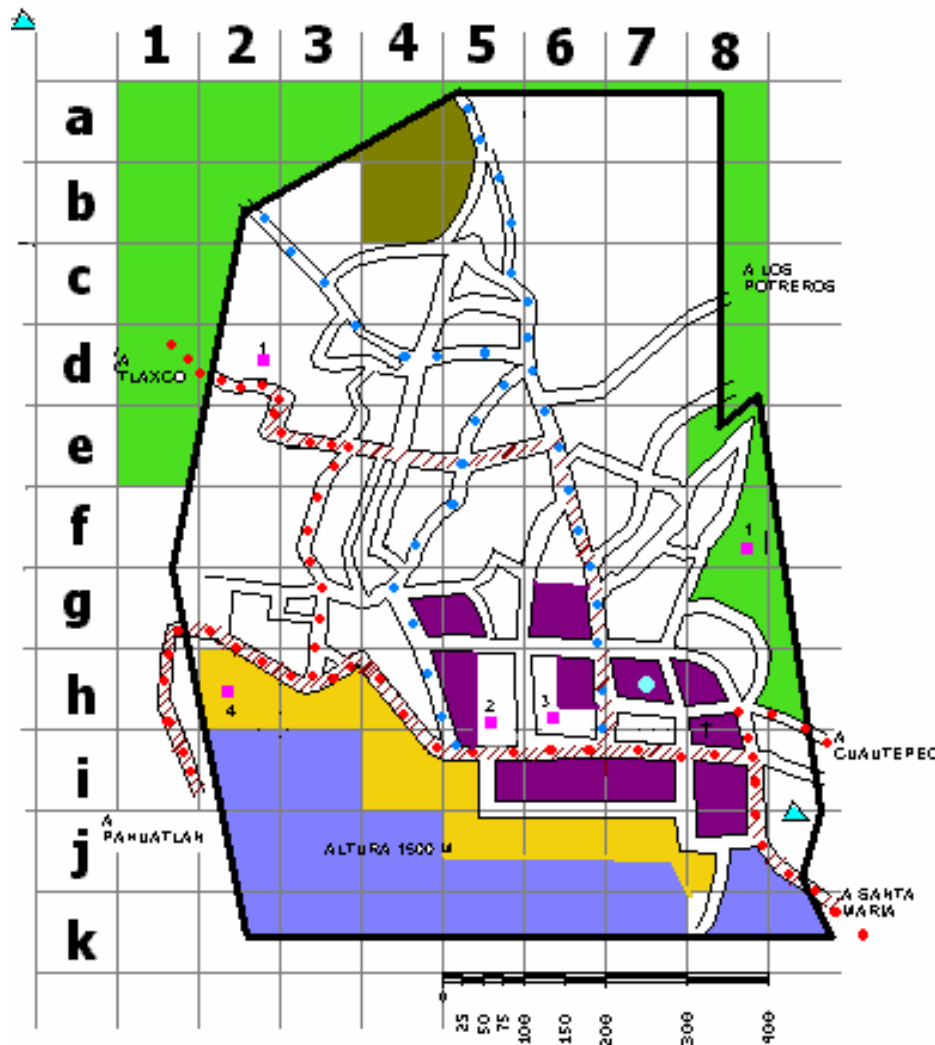 1 2 3 4 5 6 7 8
a
b
c
A LOS
POTREROS
d
1
A
TLAXCO
e
f
1
g
h
4
2
3
A
CUAUTEPEC
i
A
PAHUATLAN
j
ALTURA 1500 M
A SANTA
MARIA
k
0
25
50
75
100
150
200
300
400